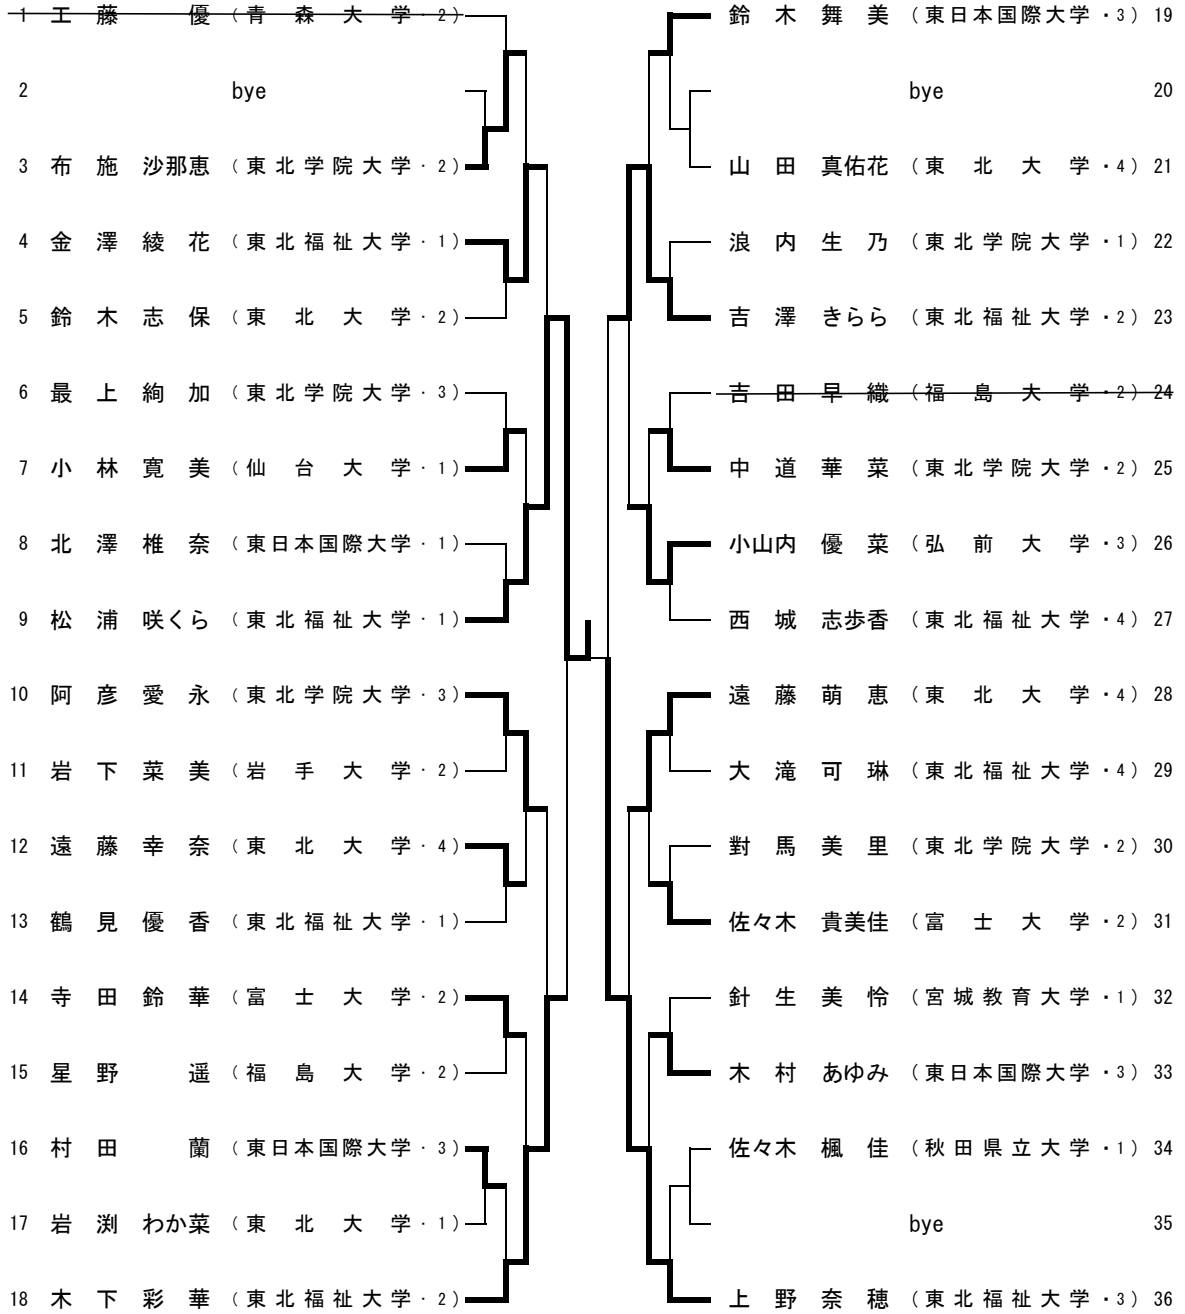 1 工藤 優 (青森大学・2)
2 bye
3 布施 沙那恵 (東北学院大学・2)
4 金澤 綾花 (東北福祉大学・1)
5 鈴木 志保 (東北大学・2)
6 最上 絢加 (東北学院大学・3)
7 小林 寛美 (仙台大学・1)
8 北澤 椎奈 (東日本国際大学・1)
9 松浦 咲くら (東北福祉大学・1)
10 阿彦 愛永 (東北学院大学・3)
11 岩下 菜美 (岩手大学・2)
12 遠藤 幸奈 (東北大学・4)
13 鶴見 優香 (東北福祉大学・1)
14 寺田 鈴華 (富士大学・2)
15 星野 遥 (福島大学・2)
16 村田 蘭 (東日本国際大学・3)
17 岩渕 わか菜 (東北大学・1)
18 木下 彩華 (東北福祉大学・2)
鈴木 舞美 (東日本国際大学・3) 19
bye 20
山田 真佑花 (東北大学・4) 21
浪内 生乃 (東北学院大学・1) 22
吉澤 きらら (東北福祉大学・2) 23
吉田 早織 (福島大学・2) 24
中道 華菜 (東北学院大学・2) 25
小山内 優菜 (弘前大学・3) 26
西城 志歩香 (東北福祉大学・4) 27
遠藤 萌恵 (東北大学・4) 28
大滝 可琳 (東北福祉大学・4) 29
對馬 美里 (東北学院大学・2) 30
佐々木 貴美佳 (富士大学・2) 31
針生 美怜 (宮城教育大学・1) 32
木村 あゆみ (東日本国際大学・3) 33
佐々木 楓佳 (秋田県立大学・1) 34
bye 35
上野 奈穂 (東北福祉大学・3) 36